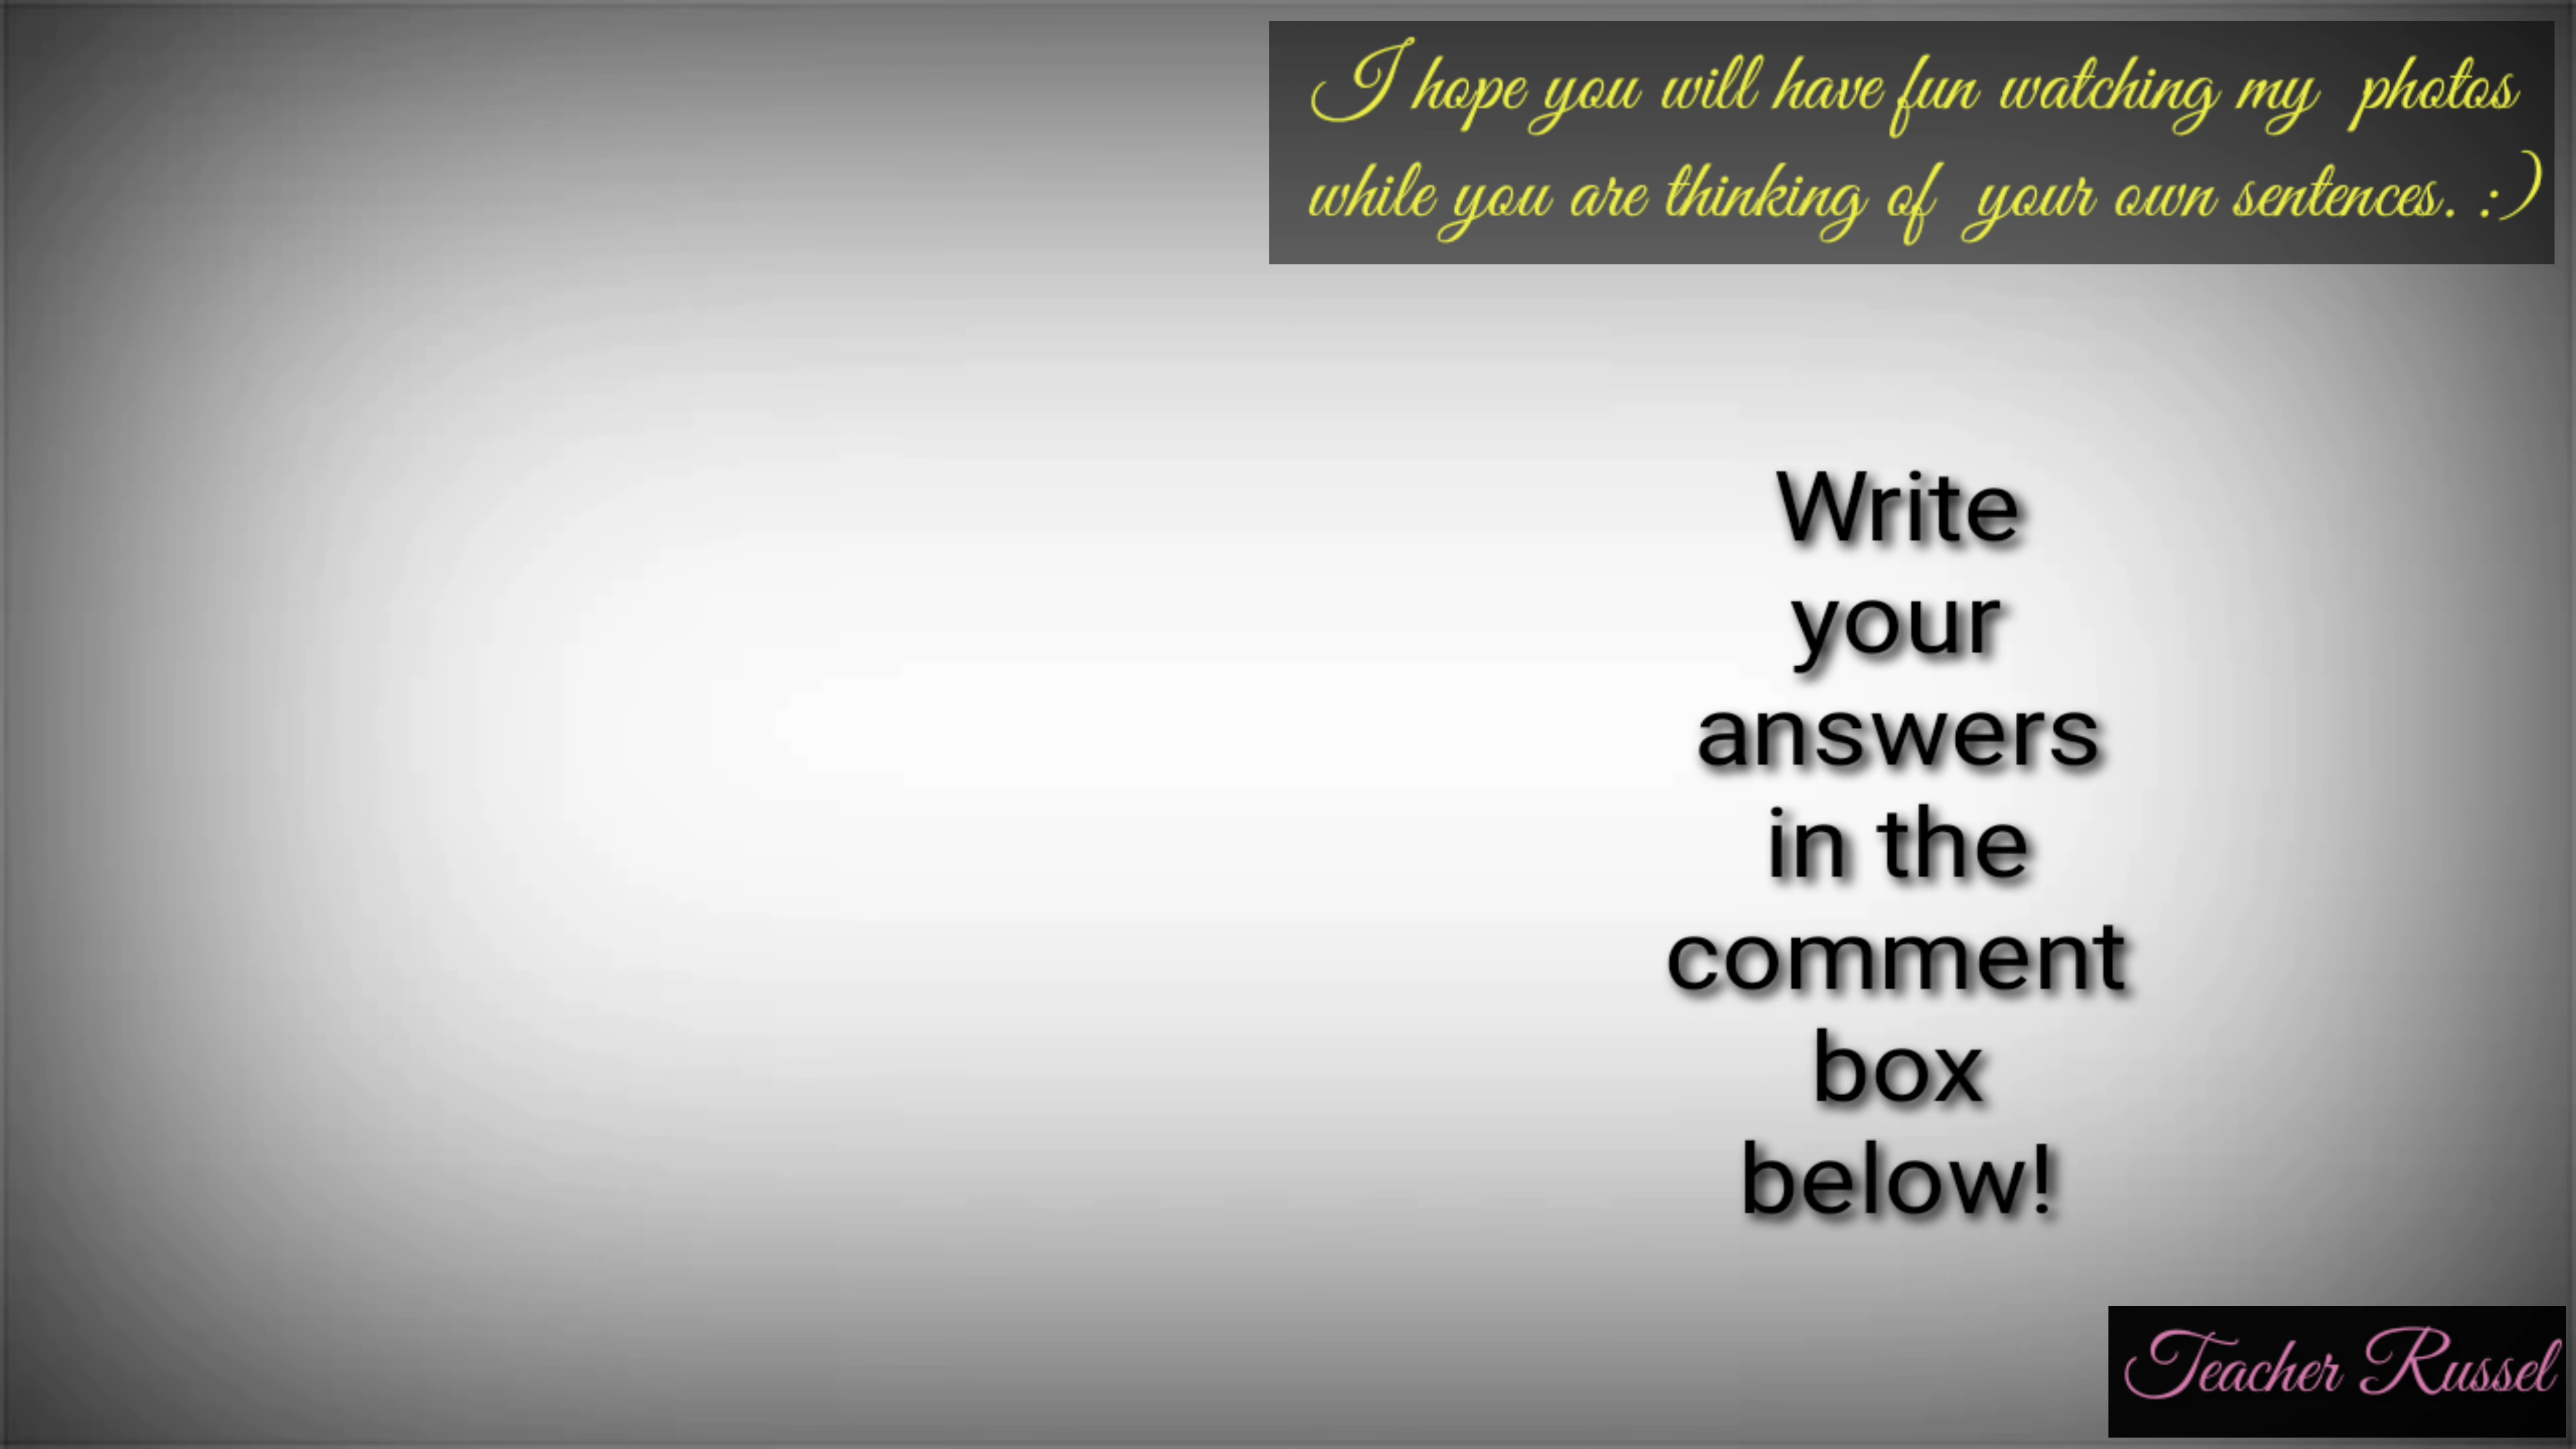 I hope you will have fun watching my photos
while you are thinking of your own sentences. :)
Write
your
answers
in the
comment
box
below!
Teacher Russel